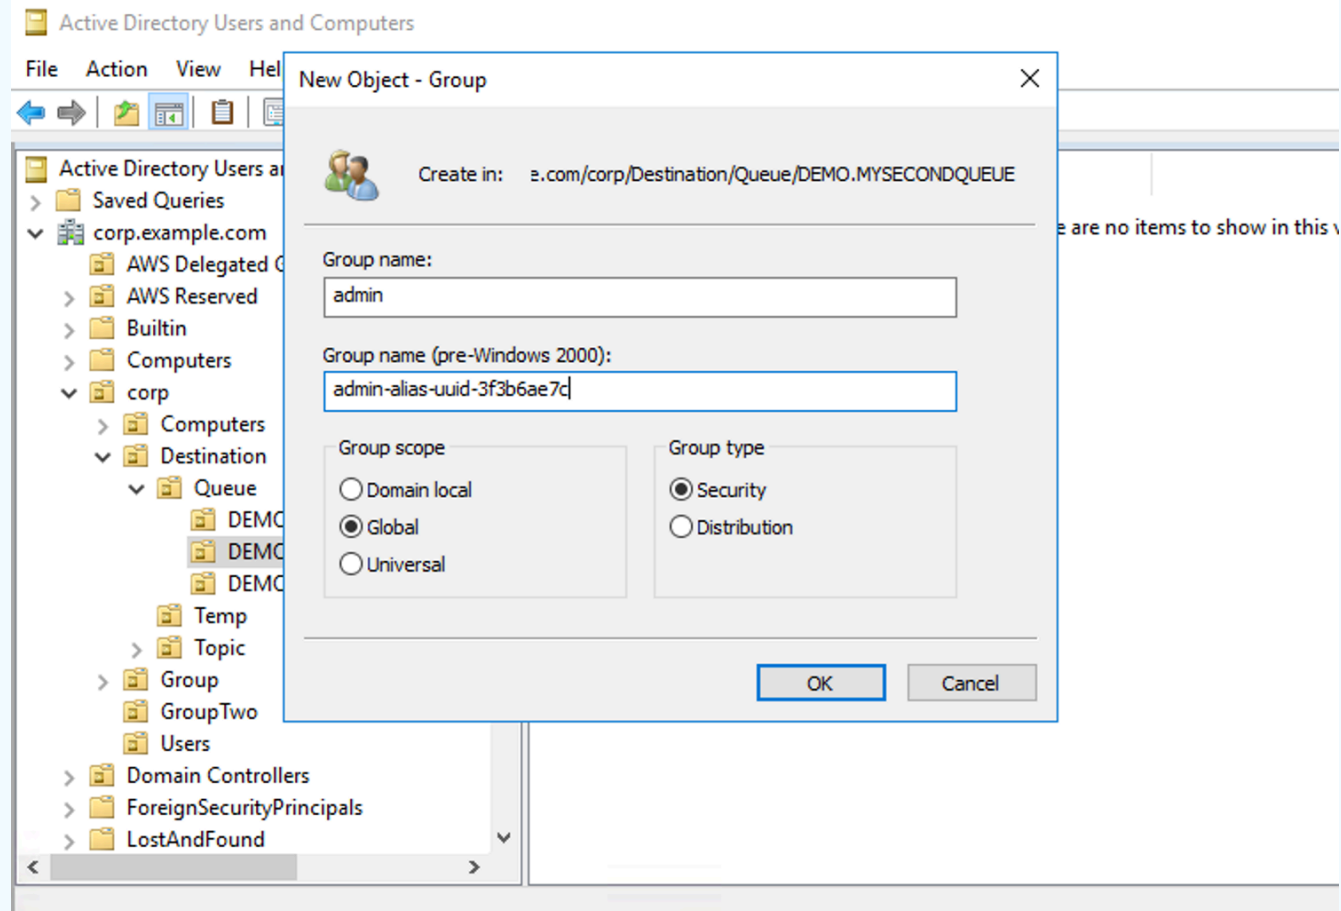 Active Directory Users and Computers
File Action View Hel
New Object - Group
Create in: e.com/corp/Destination/Queue/DEMO.MYSECONDQUEUE
Active Directory Users a
Saved Queries
corp.example.com
AWS Delegated
AWS Reserved
Builtin
Computers
corp
Computers
Destination
Queue
DEMO
DEMO
DEMO
Temp
Topic
Group
GroupTwo
Users
Domain Controllers
ForeignSecurityPrincipals
LostAndFound
Group name:
admin
Group name (pre-Windows 2000):
admin-alias-uuid-3f3b6ae7c
Group scope
Domain local
Global
Universal
Group type
Security
Distribution
OK Cancel
e are no items to show in this